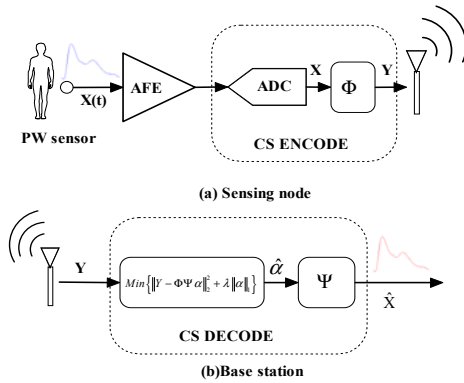 PW sensor
X(t)
AFE
ADC
X
Φ
Y
CS ENCODE
(a) Sensing node
Y
Min{‖Y − ΦΨα‖₂² + λ‖α‖₁}
α̂
Ψ
X̂
CS DECODE
(b)Base station